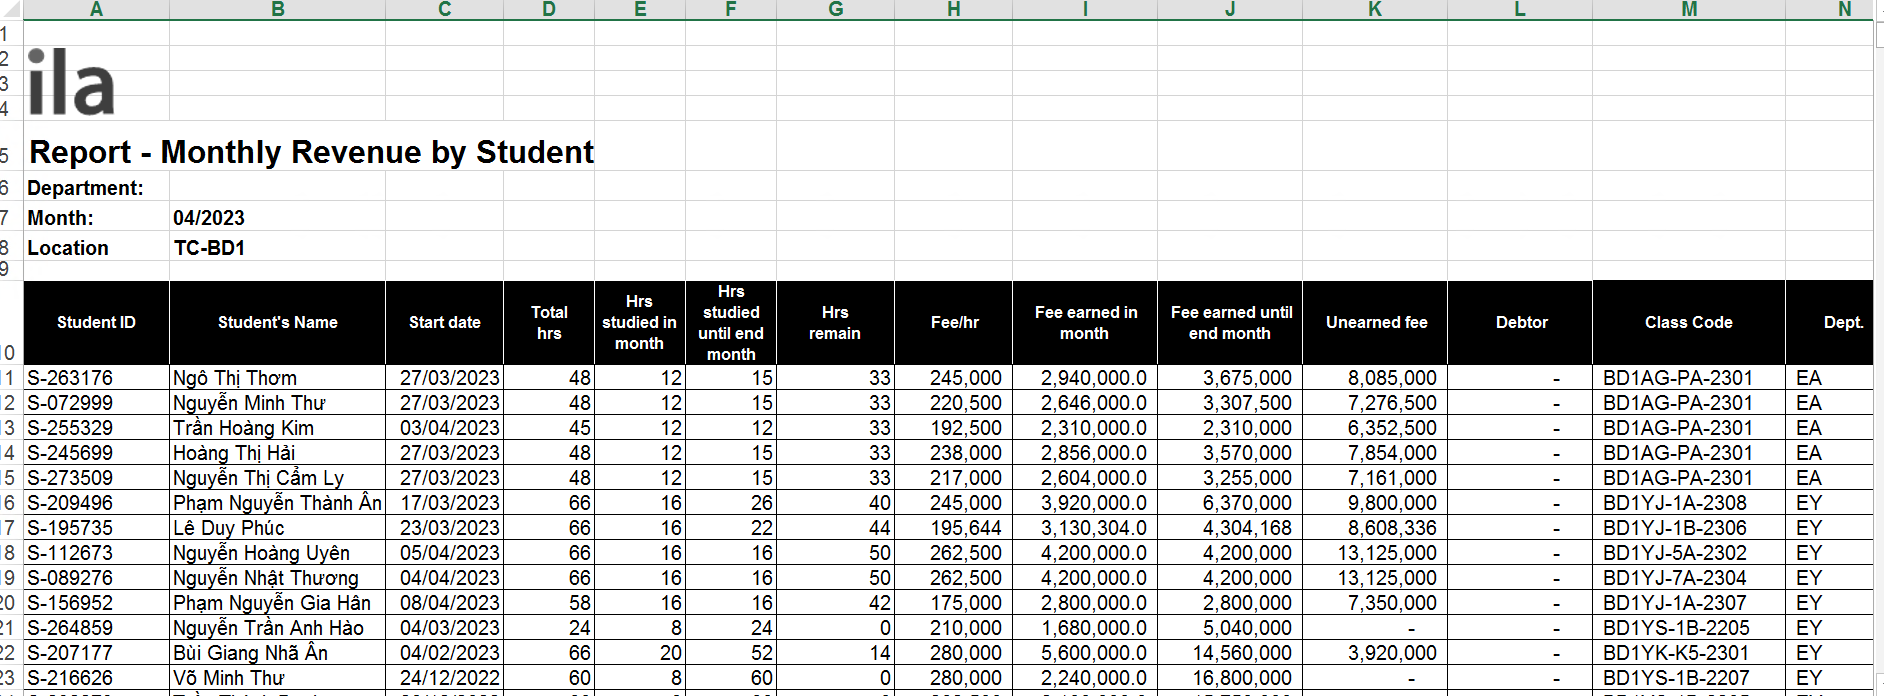 A B C D E F G H I J K L M N
1
2
3
4
ila
5 Report - Monthly Revenue by Student
6 Department:
7 Month: 04/2023
8 Location TC-BD1
9
10 Student ID Student's Name Start date Total hrs Hrs studied in month Hrs studied until end month Hrs remain Fee/hr Fee earned in month Fee earned until end month Unearned fee Debtor Class Code Dept.
11 S-263176 Ngô Thị Thơm 27/03/2023 48 12 15 33 245,000 2,940,000.0 3,675,000 8,085,000 - BD1AG-PA-2301 EA
12 S-072999 Nguyễn Minh Thư 27/03/2023 48 12 15 33 220,500 2,646,000.0 3,307,500 7,276,500 - BD1AG-PA-2301 EA
13 S-255329 Trần Hoàng Kim 03/04/2023 45 12 12 33 192,500 2,310,000.0 2,310,000 6,352,500 - BD1AG-PA-2301 EA
14 S-245699 Hoàng Thị Hải 27/03/2023 48 12 15 33 238,000 2,856,000.0 3,570,000 7,854,000 - BD1AG-PA-2301 EA
15 S-273509 Nguyễn Thị Cẩm Ly 27/03/2023 48 12 15 33 217,000 2,604,000.0 3,255,000 7,161,000 - BD1AG-PA-2301 EA
16 S-209496 Phạm Nguyễn Thành Ân 17/03/2023 66 16 26 40 245,000 3,920,000.0 6,370,000 9,800,000 - BD1YJ-1A-2308 EY
17 S-195735 Lê Duy Phúc 23/03/2023 66 16 22 44 195,644 3,130,304.0 4,304,168 8,608,336 - BD1YJ-1B-2306 EY
18 S-112673 Nguyễn Hoàng Uyên 05/04/2023 66 16 16 50 262,500 4,200,000.0 4,200,000 13,125,000 - BD1YJ-5A-2302 EY
19 S-089276 Nguyễn Nhật Thương 04/04/2023 66 16 16 50 262,500 4,200,000.0 4,200,000 13,125,000 - BD1YJ-7A-2304 EY
20 S-156952 Phạm Nguyễn Gia Hân 08/04/2023 58 16 16 42 175,000 2,800,000.0 2,800,000 7,350,000 - BD1YJ-1A-2307 EY
21 S-264859 Nguyễn Trần Anh Hào 04/03/2023 24 8 24 0 210,000 1,680,000.0 5,040,000 - - BD1YS-1B-2205 EY
22 S-207177 Bùi Giang Nhã Ân 04/02/2023 66 20 52 14 280,000 5,600,000.0 14,560,000 3,920,000 - BD1YK-K5-2301 EY
23 S-216626 Võ Minh Thư 24/12/2022 60 8 60 0 280,000 2,240,000.0 16,800,000 - - BD1YS-1B-2207 EY